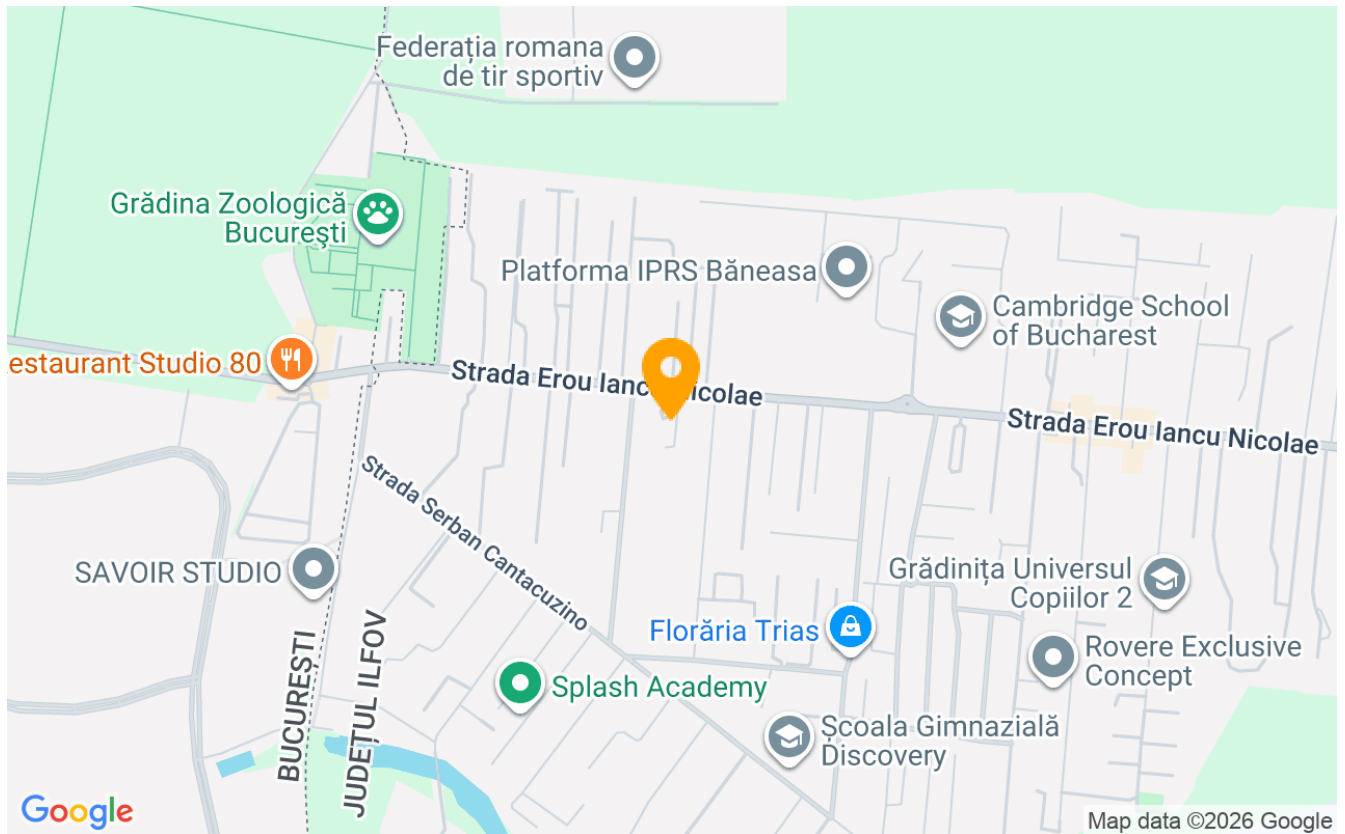 Federația romana
de tir sportiv
Grădina Zoologică
București
Platforma IPRS Băneasa
Cambridge School
of Bucharest
estaurant Studio 80
Strada Erou Iancu Nicolae
Strada Erou Iancu Nicolae
Strada Serban Cantacuzino
SAVOIR STUDIO
Grădinița Universul
Copiilor 2
Florăria Trias
Rovere Exclusive
Concept
Splash Academy
BUCUREȘTI
JUDEȚUL ILFOV
Școala Gimnazială
Discovery
Google
Map data ©2026 Google